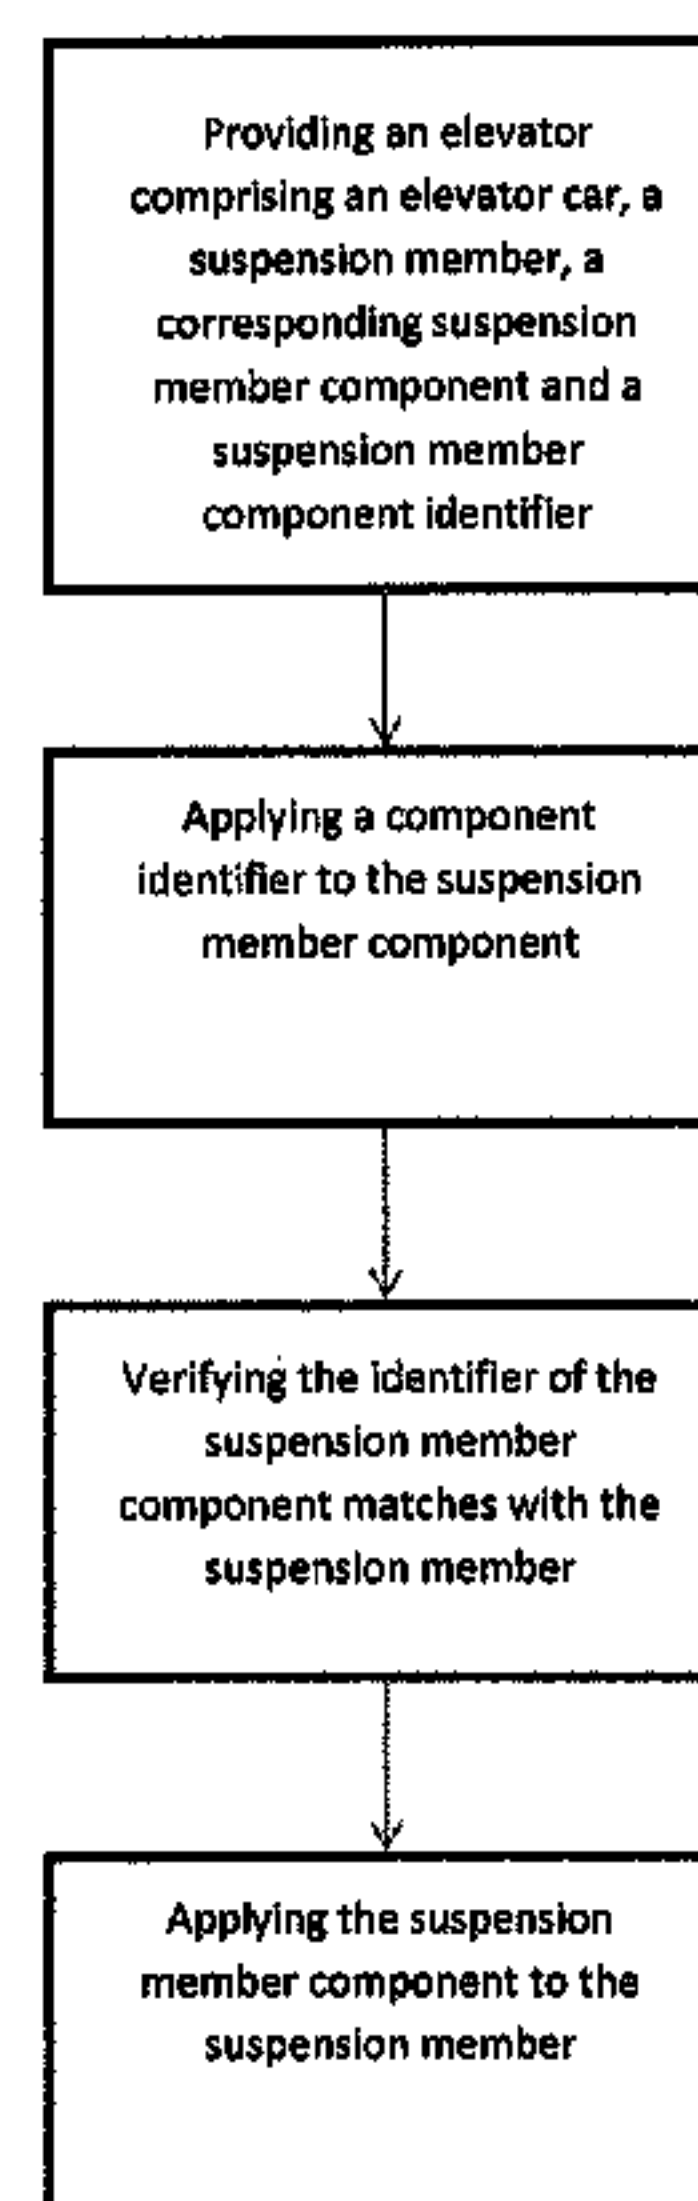 Providing an elevator
comprising an elevator car, a
suspension member, a
corresponding suspension
member component and a
suspension member
component identifier
Applying a component
identifier to the suspension
member component
Verifying the identifier of the
suspension member
component matches with the
suspension member
Applying the suspension
member component to the
suspension member